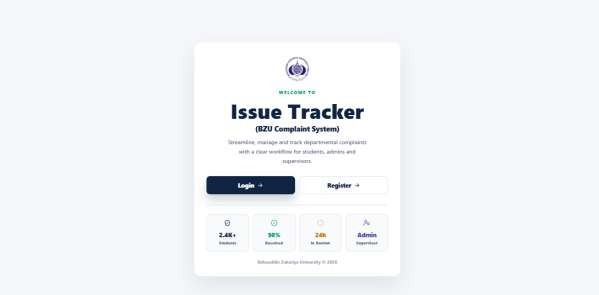 WELCOME TO
Issue Tracker
(BZU Complaint System)
Streamline, manage and track departmental complaints
with a clear workflow for students, admins and
supervisors.
Login →
Register →
2.4K+
Students
98%
Resolved
24h
In Review
Admin
Supervisor
Bahauddin Zakariya University ©